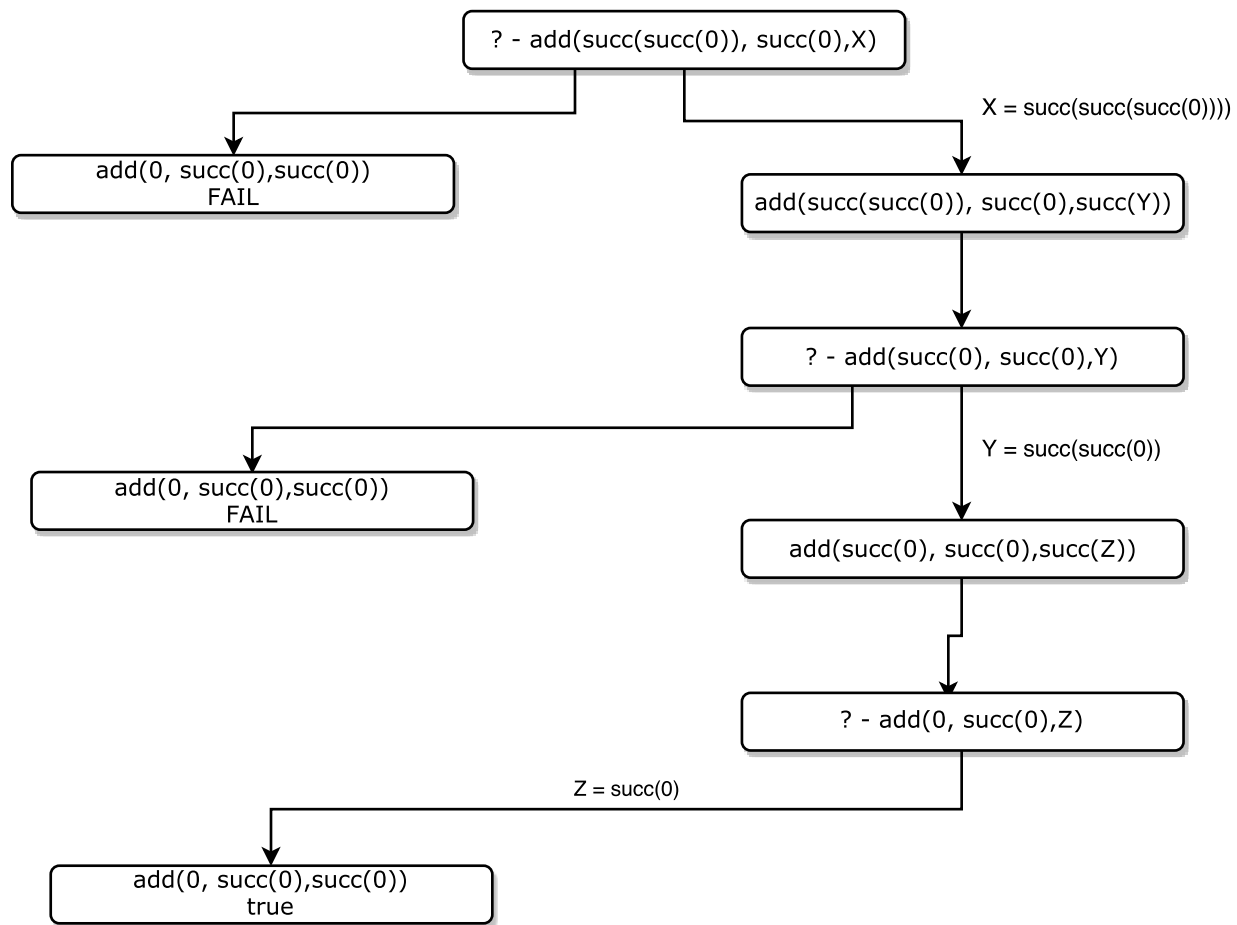 ? - add(succ(succ(0)), succ(0),X)
X = succ(succ(succ(0))))
add(0, succ(0),succ(0))
FAIL
add(succ(succ(0)), succ(0),succ(Y))
? - add(succ(0), succ(0),Y)
Y = succ(succ(0))
add(0, succ(0),succ(0))
FAIL
add(succ(0), succ(0),succ(Z))
? - add(0, succ(0),Z)
Z = succ(0)
add(0, succ(0),succ(0))
true